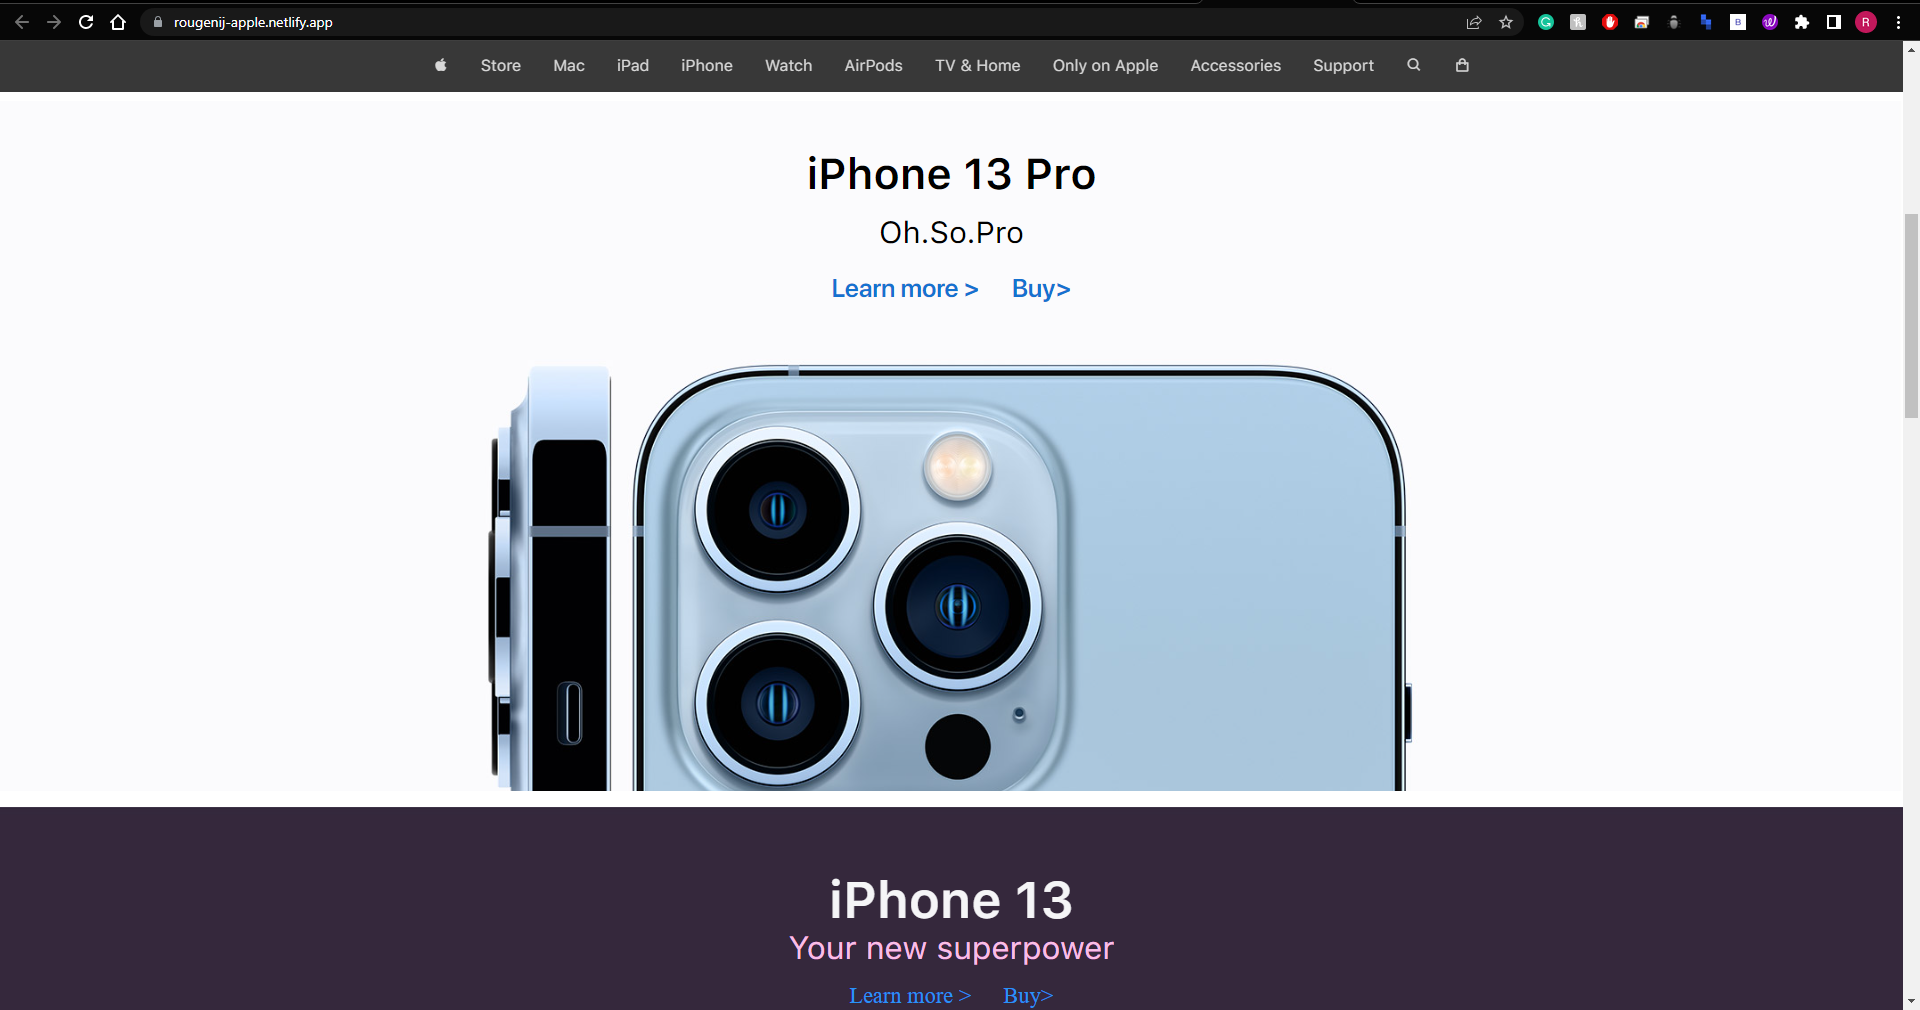 rougenij-apple.netlify.app
R
Store Mac iPad iPhone Watch AirPods TV & Home Only on Apple Accessories Support
iPhone 13 Pro
Oh.So.Pro
Learn more > Buy>
iPhone 13
Your new superpower
Learn more > Buy>